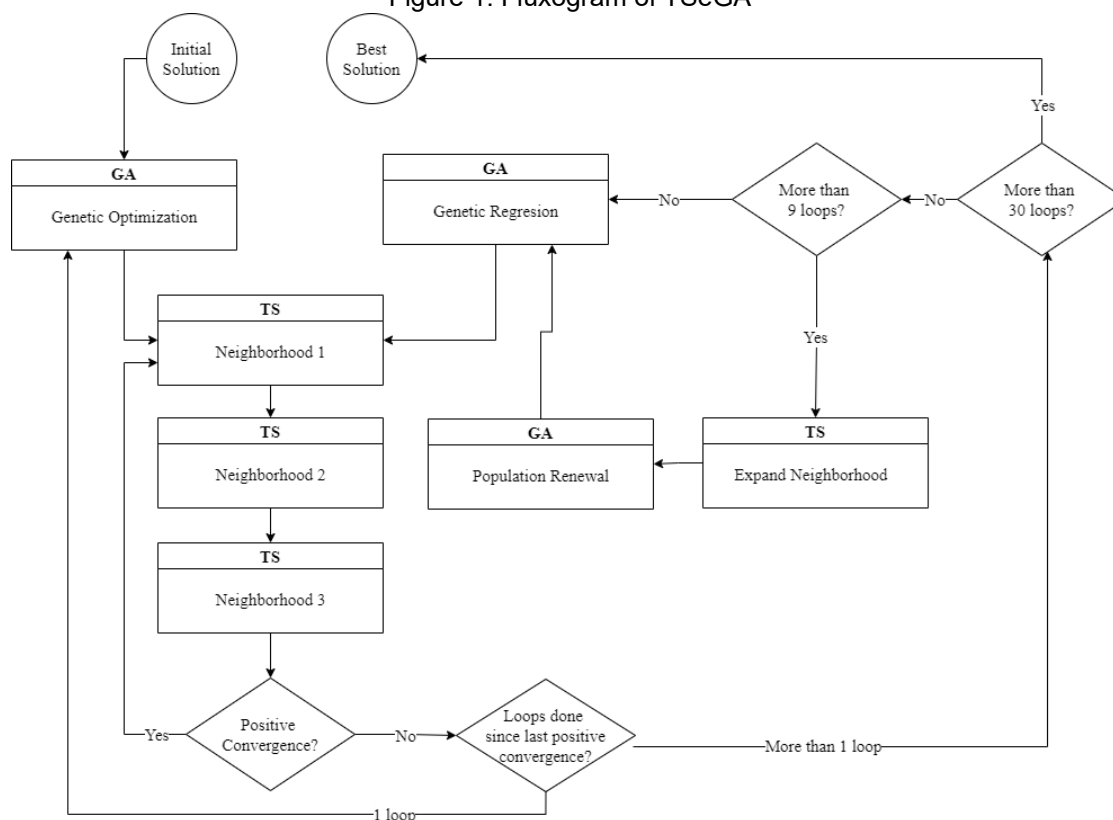 Figure 1: Fluxogram of TSeGA
Initial
Solution
Best
Solution
Yes
GA
Genetic Optimization
GA
Genetic Regresion
No
More than
9 loops?
No
More than
30 loops?
TS
Neighborhood 1
Yes
TS
Neighborhood 2
GA
Population Renewal
TS
Expand Neighborhood
TS
Neighborhood 3
Yes
Positive
Convergence?
No
Loops done
since last positive
convergence?
More than 1 loop
1 loop